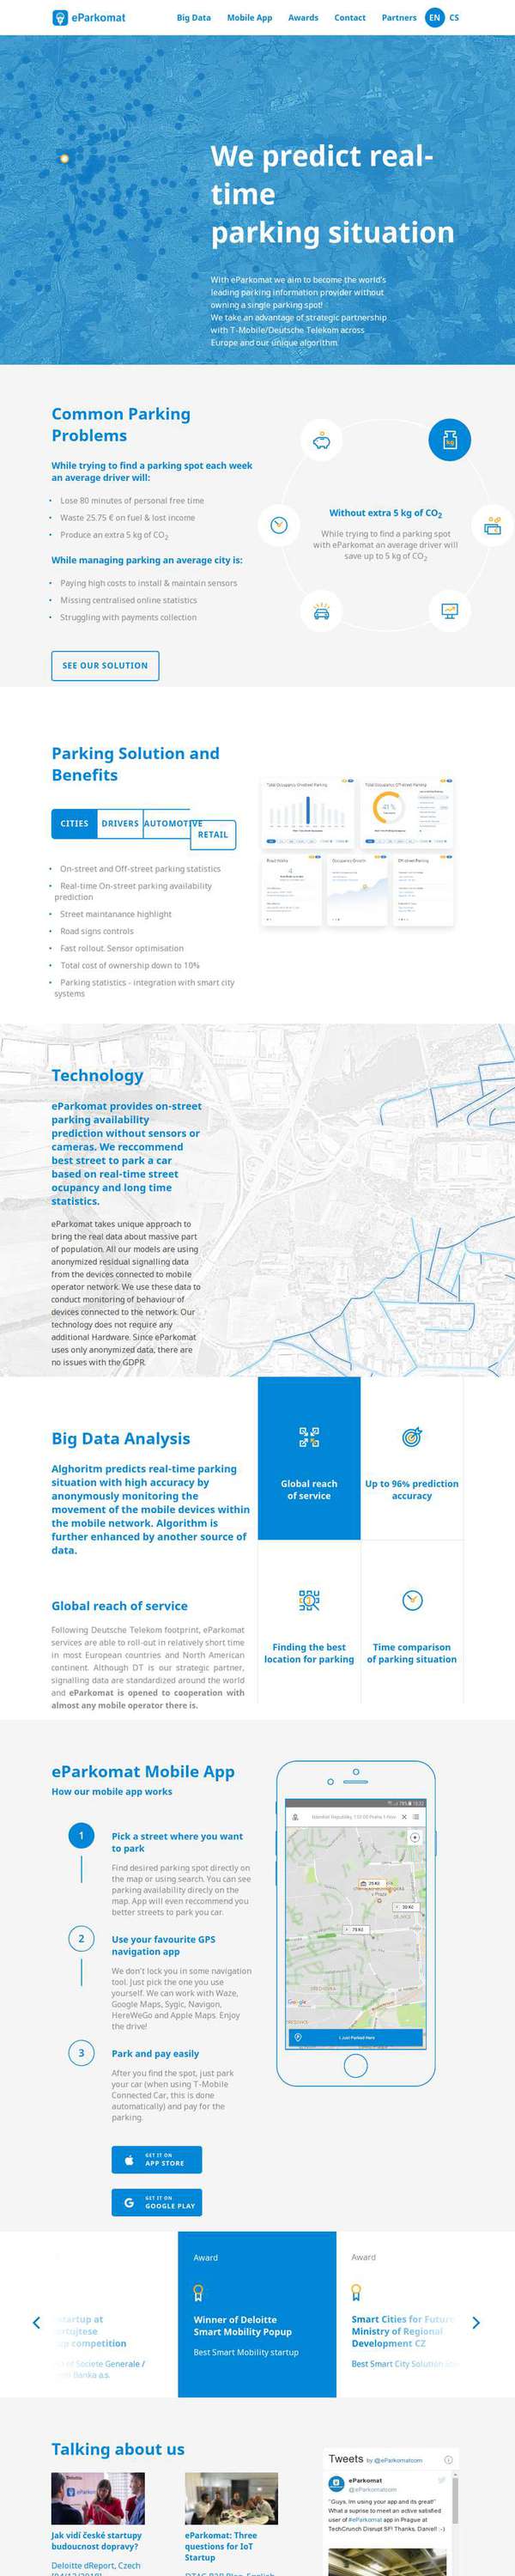 eParkomat
Big Data Mobile App Awards Contact Partners EN CS
We predict real-
time
parking situation
With eParkomat we aim to become the world's
leading parking information provider without
owning a single parking spot!
We take an advantage of strategic partnership
with T-Mobile/Deutsche Telekom across
Europe and our unique algorithm.
Common Parking
Problems
While trying to find a parking spot each week
an average driver will:
• Lose 80 minutes of personal free time
• Waste 25.75 € on fuel & lost income
• Produce an extra 5 kg of CO2
While managing parking an average city is:
• Paying high costs to install & maintain sensors
• Missing centralised online statistics
• Struggling with payments collection
SEE OUR SOLUTION
kg
Without extra 5 kg of CO2
While trying to find a parking spot
with eParkomat an average driver will
save up to 5 kg of CO2
Parking Solution and
Benefits
CITIES DRIVERS AUTOMOTIVE
RETAIL
• On-street and Off-street parking statistics
• Real-time On-street parking availability
prediction
• Street maintanance highlight
• Road signs controls
• Fast rollout. Sensor optimisation
• Total cost of ownership down to 10%
• Parking statistics - integration with smart city
systems
41 %
4
Technology
eParkomat provides on-street
parking availability
prediction without sensors or
cameras. We reccommend
best street to park a car
based on real-time street
ocupancy and long time
statistics.
eParkomat takes unique approach to
bring the real data about massive part
of population. All our models are using
anonymized residual signalling data
from the devices connected to mobile
operator network. We use these data to
conduct monitoring of behaviour of
devices connected to the network. Our
technology does not require any
additional Hardware. Since eParkomat
uses only anonymized data, there are
no issues with the GDPR.
Big Data Analysis
Alghoritm predicts real-time parking
situation with high accuracy by
anonymously monitoring the
movement of the mobile devices within
the mobile network. Algorithm is
further enhanced by another source of
data.
Global reach of service
Following Deutsche Telekom footprint, eParkomat
services are able to roll-out in relatively short time
in most European countries and North American
continent. Although DT is our strategic partner,
signalling data are standardized around the world
and eParkomat is opened to cooperation with
almost any mobile operator there is.
Global reach
of service
Up to 96% prediction
accuracy
Finding the best
location for parking
Time comparison
of parking situation
eParkomat Mobile App
How our mobile app works
1
Pick a street where you want
to park
Find desired parking spot directly on
the map or using search. You can see
parking availability direcly on the
map. App will even reccommend you
better streets to park you car.
2
Use your favourite GPS
navigation app
We don't lock you in some navigation
tool. Just pick the one you use
yourself. We can work with Waze,
Google Maps, Sygic, Navigon,
HereWeGo and Apple Maps. Enjoy
the drive!
3
Park and pay easily
After you find the spot, just park
your car (when using T-Mobile
Connected Car, this is done
automatically) and pay for the
parking.
GET IT ON
APP STORE
GET IT ON
GOOGLE PLAY
Google
I Just Parked Here
competition
Societe Generale /
Award
Winner of Deloitte
Smart Mobility Popup
Best Smart Mobility startup
Award
Smart Cities for Future
Ministry of Regional
Development CZ
Best Smart City Solution
Talking about us
Jak vidí české startupy
budoucnost dopravy?
Deloitte dReport, Czech
eParkomat: Three
questions for IoT
Startup
Tweets by @eParkomatcom
eParkomat
@eParkomatcom
"Guys, Im using your app and its great!"
What a suprise to meet an active satisfied
user of #eParkomat app in Prague at
TechCrunch Disrupt SF! Thanks, Daniel! :-)